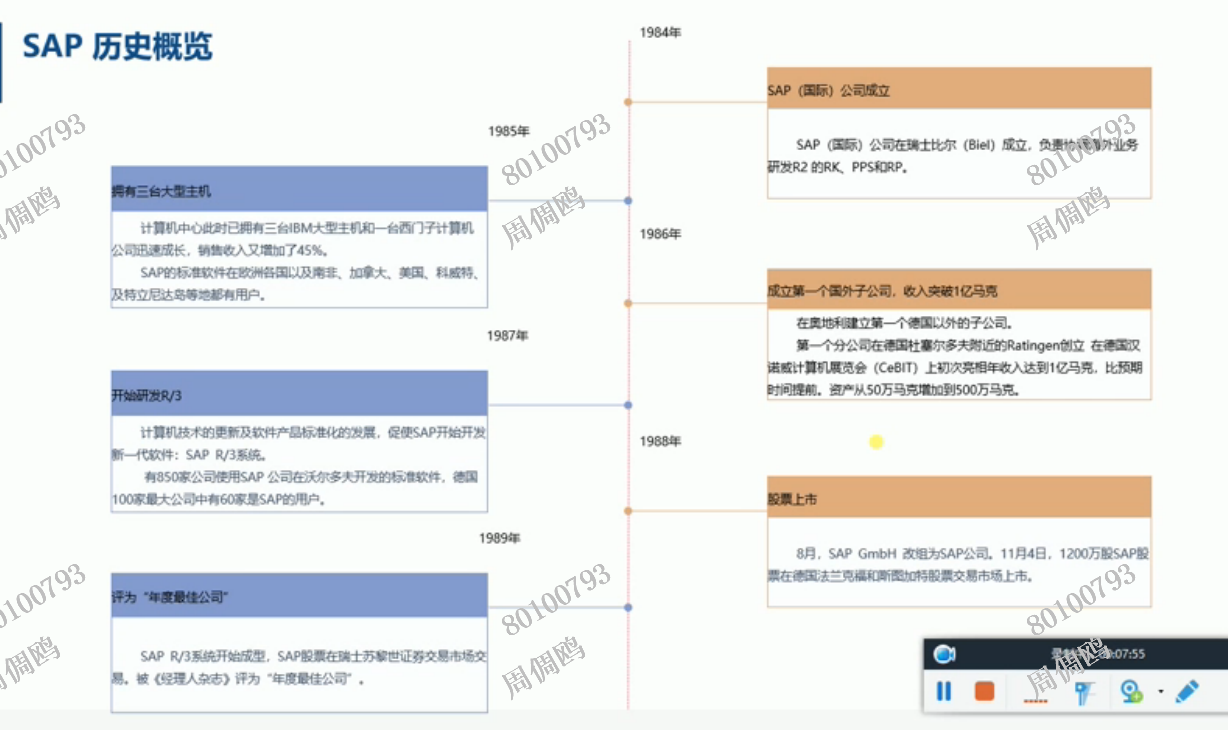 SAP 历史概览
1984年
SAP（国际）公司成立
SAP（国际）公司在瑞士比尔（Biel）成立，负责协调海外业务
研发R2 的RK、PPS和RP。
1985年
拥有三台大型主机
计算机中心此时已拥有三台IBM大型主机和一台西门子计算机
公司迅速成长，销售收入又增加了45%。
SAP的标准软件在欧洲各国以及南非、加拿大、美国、科威特、
及特立尼达岛等地都有用户。
1986年
成立第一个国外子公司，收入突破1亿马克
在奥地利建立第一个德国以外的子公司。
第一个分公司在德国杜塞尔多夫附近的Ratingen创立 在德国汉
诺威计算机展览会（CeBIT）上初次亮相年收入达到1亿马克，比预期
时间提前。资产从50万马克增加到500万马克。
1987年
开始研发R/3
计算机技术的更新及软件产品标准化的发展，促使SAP开始开发
新一代软件：SAP R/3系统。
有850家公司使用SAP 公司在沃尔多夫开发的标准软件，德国
100家最大公司中有60家是SAP的用户。
1988年
股票上市
8月，SAP GmbH 改组为SAP公司。11月4日，1200万股SAP股
票在德国法兰克福和斯图加特股票交易市场上市。
1989年
评为“年度最佳公司”
SAP R/3系统开始成型，SAP股票在瑞士苏黎世证券交易市场交
易。被《经理人杂志》评为“年度最佳公司”。
80100793
周倜鸥
80100793
周倜鸥
80100793
周倜鸥
80100793
周倜鸥
80100793
周倜鸥
80100793
周倜鸥
:07:55